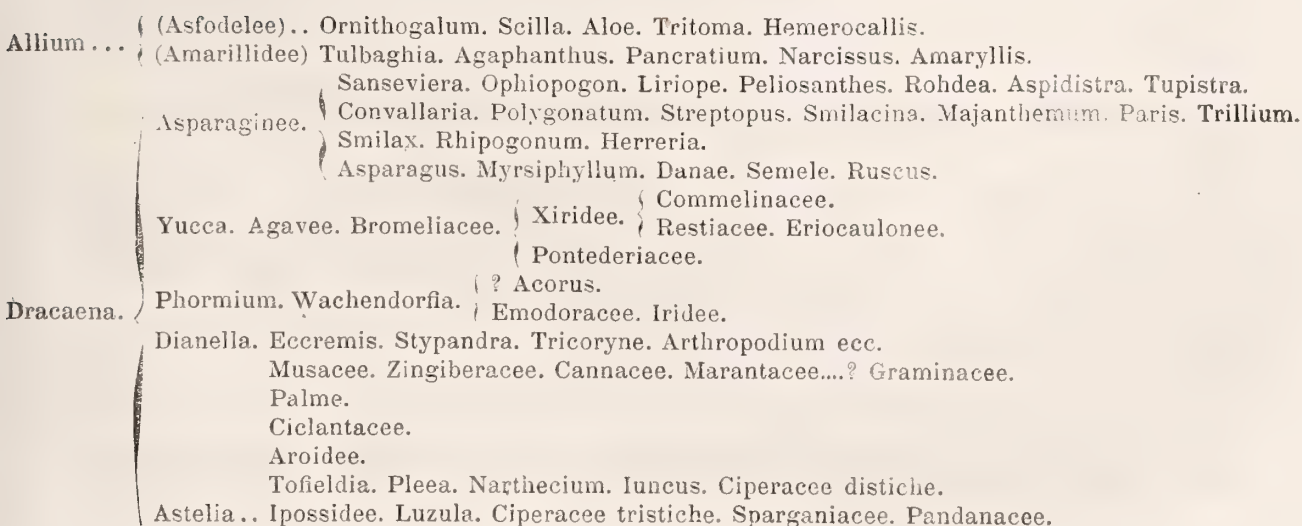 (Asfodelee).. Ornithogalum. Scilla. Aloe. Tritoma. Hemerocallis.
Allium...
(Amarillidee) Tulbaghia. Agaphanthus. Pancratium. Narcissus. Amaryllis.
Sanseviera. Ophiopogon. Liriope. Peliosanthes. Rohdea. Aspidistra. Tupistra.
Asparaginee. Convallaria. Polygonatum. Streptopus. Smilacina. Majanthemum. Paris. Trillium.
Smilax. Rhipogonum. Herreria.
Asparagus. Myrsiphyllum. Danae. Semele. Ruscus.
Commelinacee.
Yucca. Agavee. Bromeliacee. Xiridee. Restiacee. Eriocaulonee.
Pontederiacee.
? Acorus.
Dracaena. Phormium. Wachendorfia. Emodoracee. Iridee.
Dianella. Eccremis. Stypandra. Tricoryne. Arthropodium ecc.
Musacee. Zingiberacee. Cannacee. Marantacee....? Graminacee.
Palme.
Ciclantacee.
Aroidee.
Tofieldia. Pleea. Narthecium. Iuncus. Ciperacee distiche.
Astelia.. Ipossidee. Luzula. Ciperacee tristiche. Sparganiacee. Pandanacee.